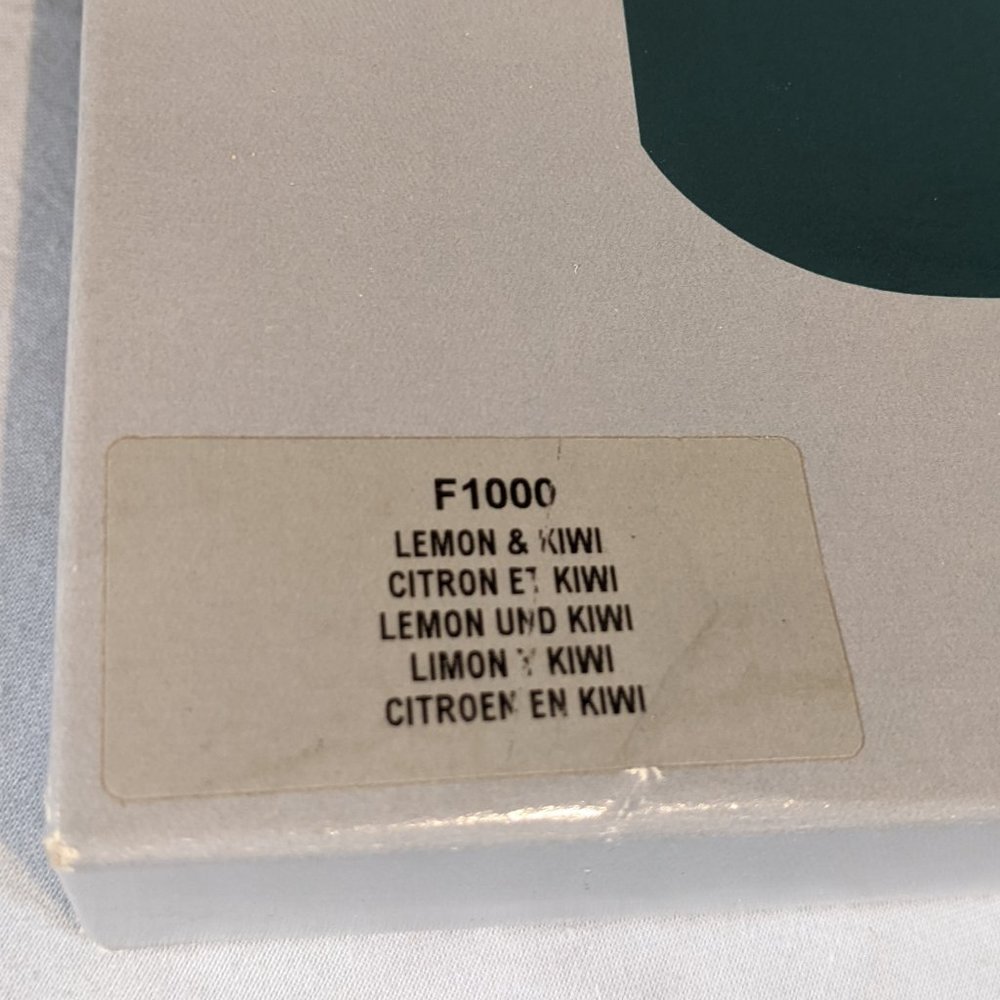 F1000
LEMON & KIWI
CITRON ET KIWI
LEMON UND KIWI
LIMON Y KIWI
CITROEN EN KIWI